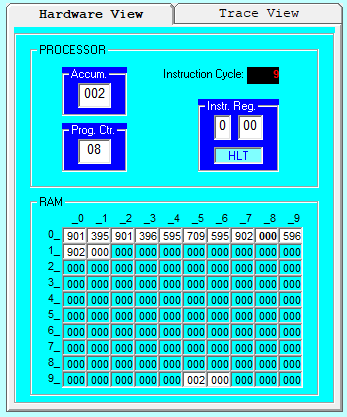 Hardware View Trace View
PROCESSOR
Accum. Instruction Cycle: 9
002
Instr. Reg.
0 00
Prog. Ctr.
08
HLT
RAM
_0 _1 _2 _3 _4 _5 _6 _7 _8 _9
0_ 901 395 901 396 595 709 595 902 000 596
1_ 902 000 000 000 000 000 000 000 000 000
2_ 000 000 000 000 000 000 000 000 000 000
3_ 000 000 000 000 000 000 000 000 000 000
4_ 000 000 000 000 000 000 000 000 000 000
5_ 000 000 000 000 000 000 000 000 000 000
6_ 000 000 000 000 000 000 000 000 000 000
7_ 000 000 000 000 000 000 000 000 000 000
8_ 000 000 000 000 000 000 000 000 000 000
9_ 000 000 000 000 000 002 000 000 000 000